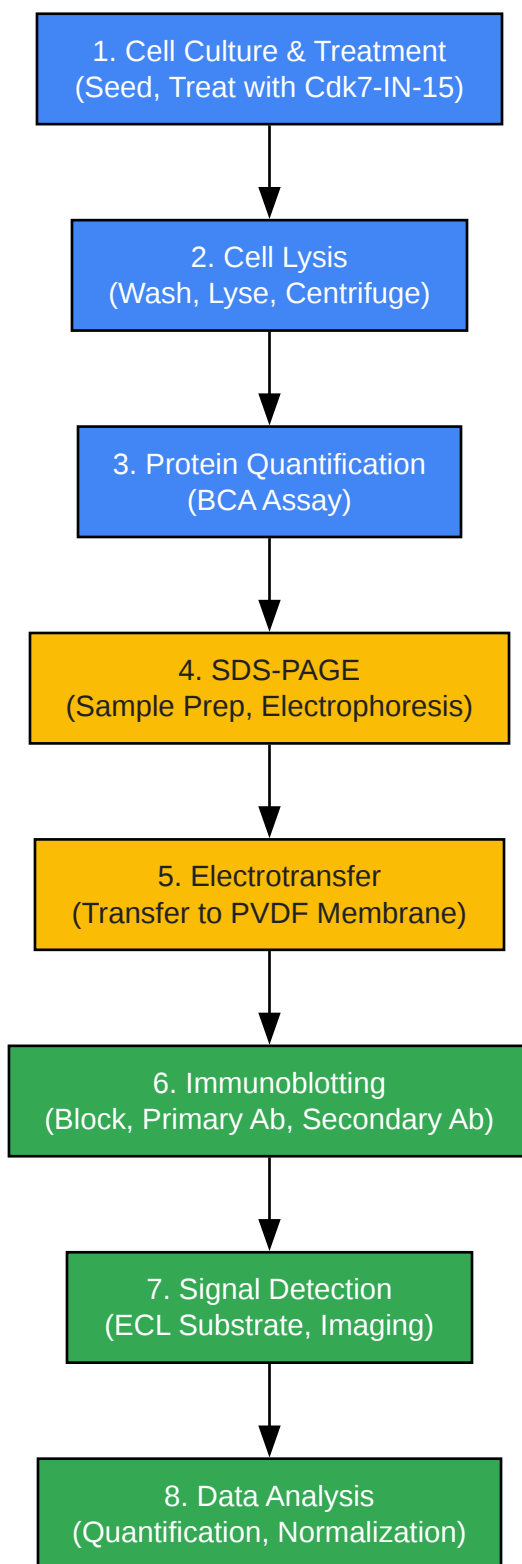 1. Cell Culture & Treatment
(Seed, Treat with Cdk7-IN-15)
2. Cell Lysis
(Wash, Lyse, Centrifuge)
3. Protein Quantification
(BCA Assay)
4. SDS-PAGE
(Sample Prep, Electrophoresis)
5. Electrotransfer
(Transfer to PVDF Membrane)
6. Immunoblotting
(Block, Primary Ab, Secondary Ab)
7. Signal Detection
(ECL Substrate, Imaging)
8. Data Analysis
(Quantification, Normalization)